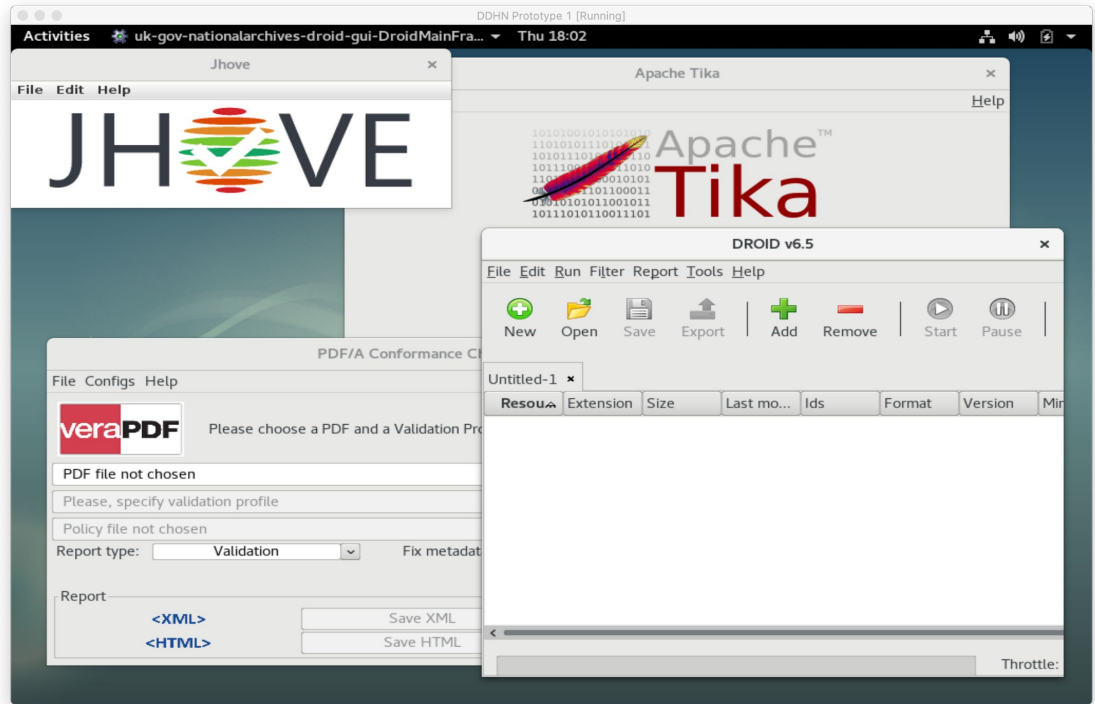 DDHN Prototype 1 [Running]
Activities uk-gov-nationalarchives-droid-gui-DroidMainFra... Thu 18:02
Jhove
File Edit Help
JHOVE
Apache Tika
Help
Apache™
Tika
DROID v6.5
File Edit Run Filter Report Tools Help
New Open Save Export Add Remove Start Pause
Untitled-1
Resou Extension Size Last mo... Ids Format Version Mi
Throttle:
PDF/A Conformance C
File Configs Help
veraPDF
Please choose a PDF and a Validation Pro
PDF file not chosen
Please, specify validation profile
Policy file not chosen
Report type: Validation Fix metadat
Report
<XML> Save XML
<HTML> Save HTML